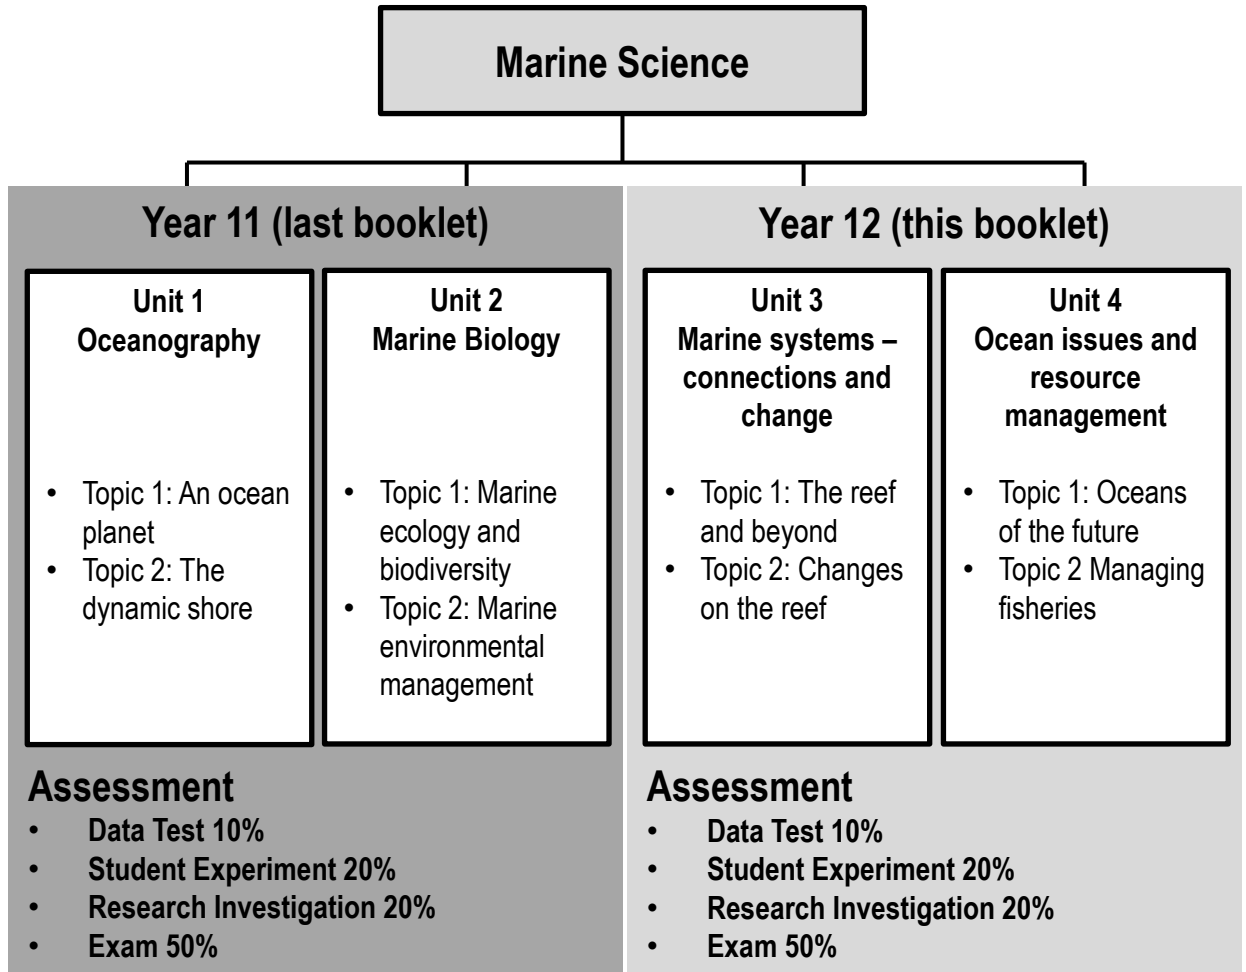 Marine Science
Year 11 (last booklet)
Unit 1
Oceanography
• Topic 1: An ocean
planet
• Topic 2: The
dynamic shore
Unit 2
Marine Biology
• Topic 1: Marine
ecology and
biodiversity
• Topic 2: Marine
environmental
management
Assessment
• Data Test 10%
• Student Experiment 20%
• Research Investigation 20%
• Exam 50%
Year 12 (this booklet)
Unit 3
Marine systems –
connections and
change
• Topic 1: The reef
and beyond
• Topic 2: Changes
on the reef
Unit 4
Ocean issues and
resource
management
• Topic 1: Oceans
of the future
• Topic 2 Managing
fisheries
Assessment
• Data Test 10%
• Student Experiment 20%
• Research Investigation 20%
• Exam 50%